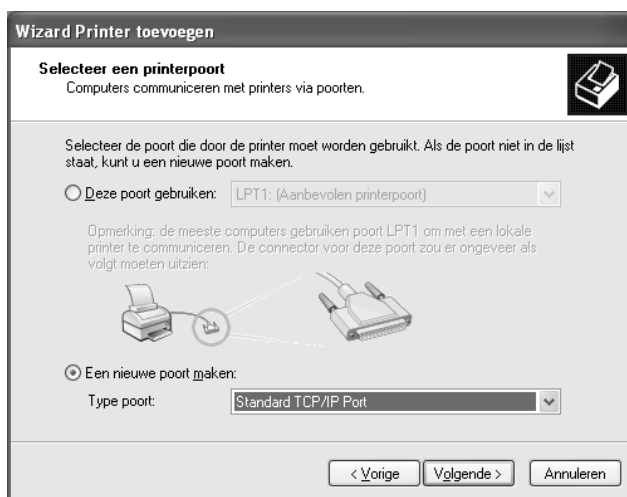 Wizard Printer toevoegen
Selecteer een printerpoort
Computers communiceren met printers via poorten.
Selecteer de poort die door de printer moet worden gebruikt. Als de poort niet in de lijst
staat, kunt u een nieuwe poort maken.
Deze poort gebruiken: LPT1: (Aanbevolen printerpoort)
Opmerking: de meeste computers gebruiken poort LPT1 om met een lokale
printer te communiceren. De connector voor deze poort zou er ongeveer als
volgt moeten uitzien:
Een nieuwe poort maken:
Type poort: Standard TCP/IP Port
< Vorige Volgende > Annuleren